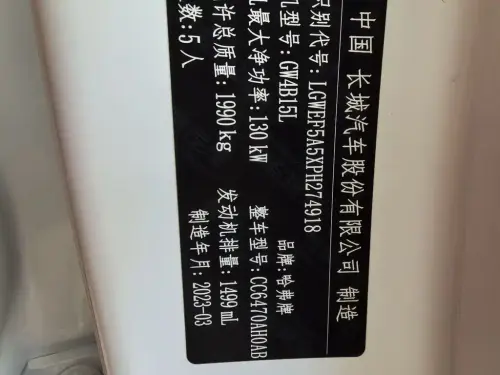 中国 长城汽车股份有限公司 制造
识别代号: LGWEF5A5XPH274918
机型号: GW4B15L 品牌: 哈弗牌
机最大净功率: 130 kW 整车型号: CC6470AH0AB
许总质量: 1990 kg 发动机排量: 1499 mL
数: 5人 制造年月: 2023-03